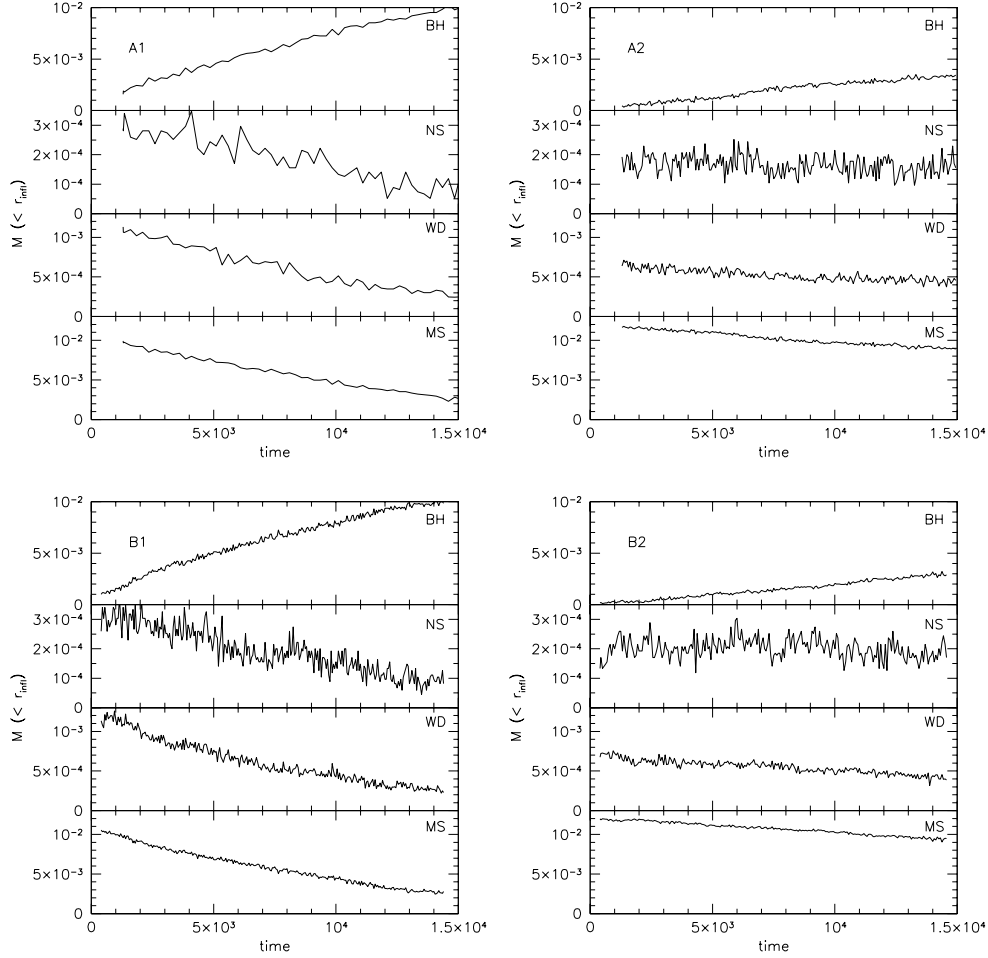 10⁻²
A1
BH
5×10⁻³
0
3×10⁻⁴
NS
2×10⁻⁴
10⁻⁴
0
10⁻³
WD
5×10⁻⁴
0
10⁻²
MS
5×10⁻³
0
M (< r_infl)
0 5×10³ 10⁴ 1.5×10⁴
time
10⁻²
A2
BH
5×10⁻³
0
3×10⁻⁴
NS
2×10⁻⁴
10⁻⁴
0
10⁻³
WD
5×10⁻⁴
0
10⁻²
MS
5×10⁻³
0
M (< r_infl)
0 5×10³ 10⁴ 1.5×10⁴
time
10⁻²
B1
BH
5×10⁻³
0
3×10⁻⁴
NS
2×10⁻⁴
10⁻⁴
0
10⁻³
WD
5×10⁻⁴
0
10⁻²
MS
5×10⁻³
0
M (< r_infl)
0 5×10³ 10⁴ 1.5×10⁴
time
10⁻²
B2
BH
5×10⁻³
0
3×10⁻⁴
NS
2×10⁻⁴
10⁻⁴
0
10⁻³
WD
5×10⁻⁴
0
10⁻²
MS
5×10⁻³
0
M (< r_infl)
0 5×10³ 10⁴ 1.5×10⁴
time